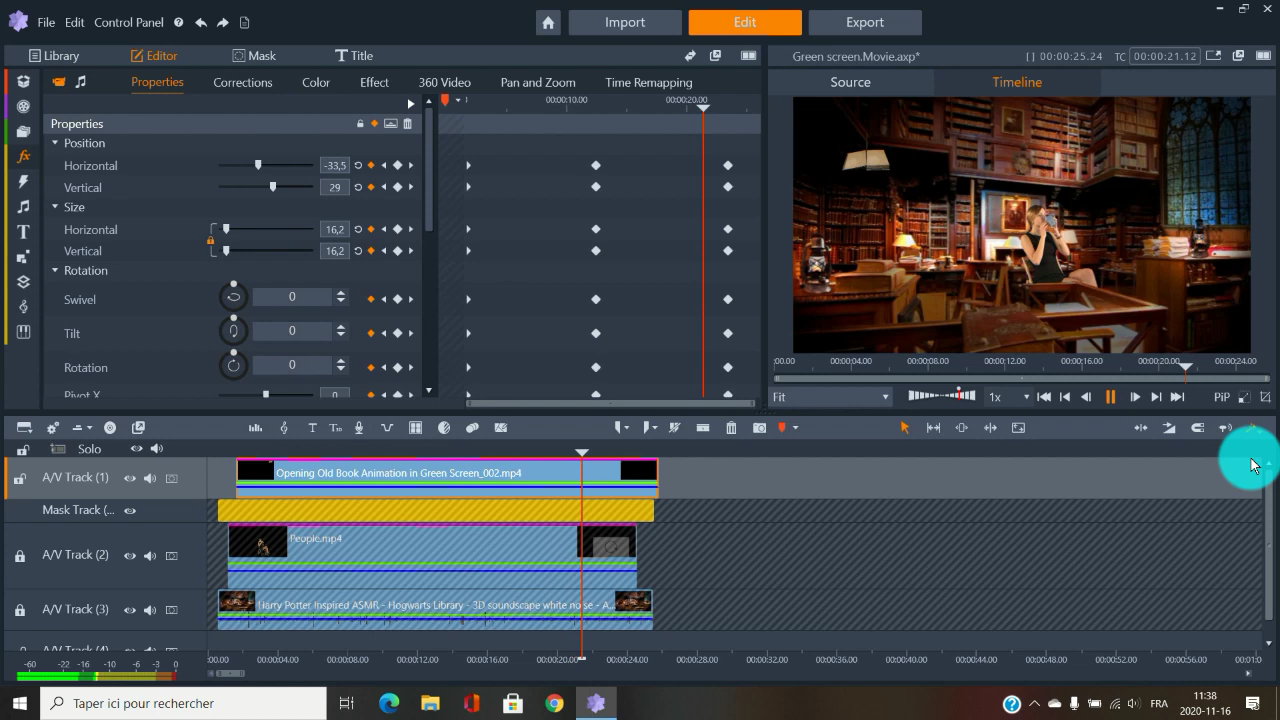 File Edit Control Panel
Import Edit Export
Library Editor Mask Title
Green screen.Movie.axp* [ ] 00:00:25.24 TC 00:00:21.12
Properties Corrections Color Effect 360 Video Pan and Zoom Time Remapping
Source Timeline
00:00:10.00 00:00:20.00
Properties
Position
Horizontal -33,5
Vertical 29
Size
Horizontal 16,2
Vertical 16,2
Rotation
Swivel 0
Tilt 0
Rotation 0
Pivot X 0
:00.00 00:00:04.00 00:00:08.00 00:00:12.00 00:00:16.00 00:00:20.00 00:00:24.00
Fit 1x PiP
Solo
A/V Track (1) Opening Old Book Animation in Green Screen_002.mp4
Mask Track (...
A/V Track (2) People.mp4
A/V Track (3) Harry Potter Inspired ASMR - Hogwarts Library - 3D soundscape white noise - A...
A/V Track (4)
-60 -22 -16 -10 -6 -3 0
:00.00 00:00:04.00 00:00:08.00 00:00:12.00 00:00:16.00 00:00:20.00 00:00:24.00 00:00:28.00 00:00:32.00 00:00:36.00 00:00:40.00 00:00:44.00 00:00:48.00 00:00:52.00 00:00:56.00 00:01:0
Taper ici pour rechercher
FRA
11:38
2020-11-16